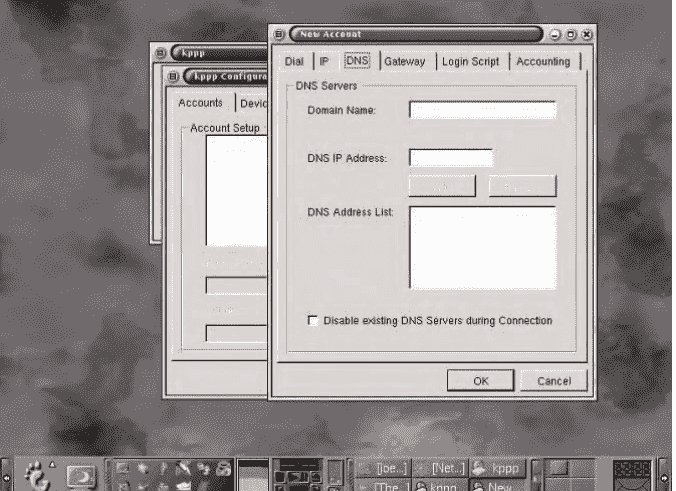 New Account
kppp
Dial IP DNS Gateway Login Script Accounting
kppp Configura
DNS Servers
Accounts Devic
Domain Name:
Account Setup
DNS IP Address:
DNS Address List:
Disable existing DNS Servers during Connection
OK Cancel
[joe..] [Net..] kppp
[The kppp New